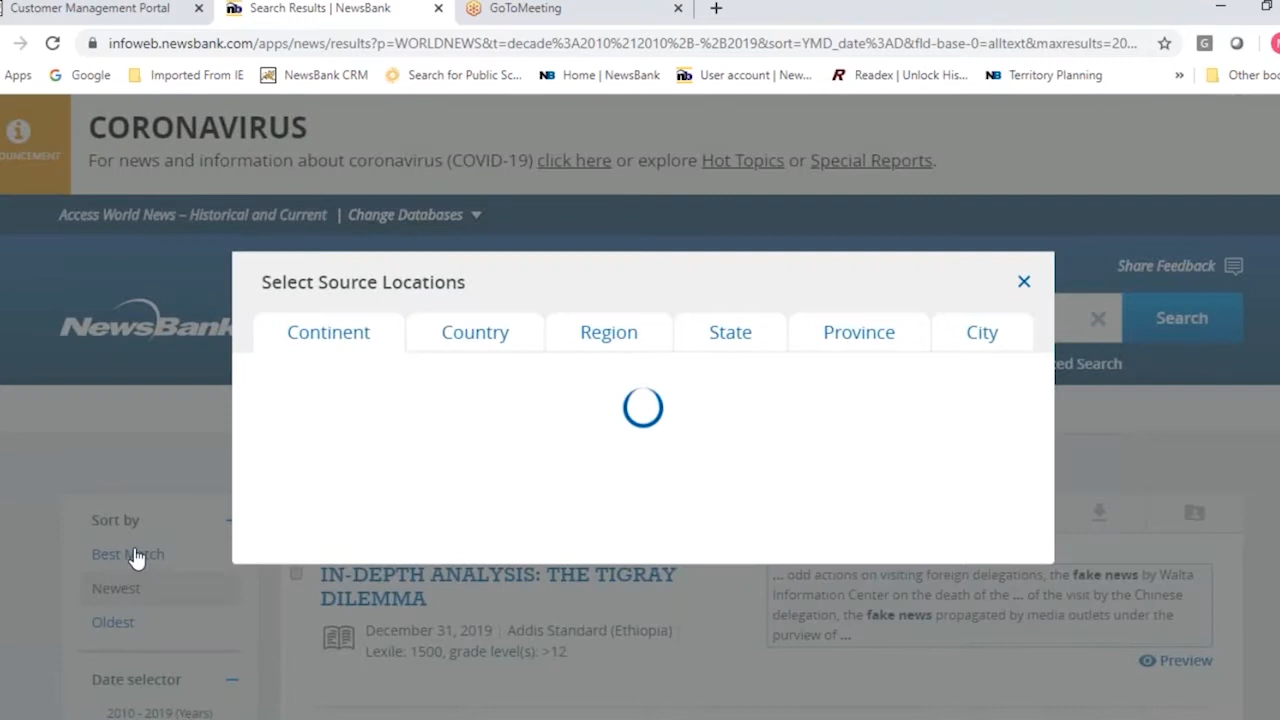 Customer Management Portal
Search Results | NewsBank
GoToMeeting
infoweb.newsbank.com/apps/news/results?p=WORLDNEWS&t=decade%3A2010%212010%2B-%2B2019&sort=YMD_date%3AD&fld-base-0=alltext&maxresults=20...
Apps
Google
Imported From IE
NewsBank CRM
Search for Public Sc...
Home | NewsBank
User account | New...
Readex | Unlock His...
Territory Planning
»
Other boo
OUNCEMENT
CORONAVIRUS
For news and information about coronavirus (COVID-19) click here or explore Hot Topics or Special Reports.
Access World News – Historical and Current | Change Databases
Share Feedback
NewsBank
Search
ed Search
Select Source Locations
Continent
Country
Region
State
Province
City
Sort by
Best Match
Newest
Oldest
Date selector
2010 - 2019 (Years)
IN-DEPTH ANALYSIS: THE TIGRAY
DILEMMA
December 31, 2019 | Addis Standard (Ethiopia)
Lexile: 1500, grade level(s): >12
... odd actions on visiting foreign delegations, the fake news by Walta
Information Center on the death of the ... of the visit by the Chinese
delegation, the fake news propagated by media outlets under the
purview of ...
Preview